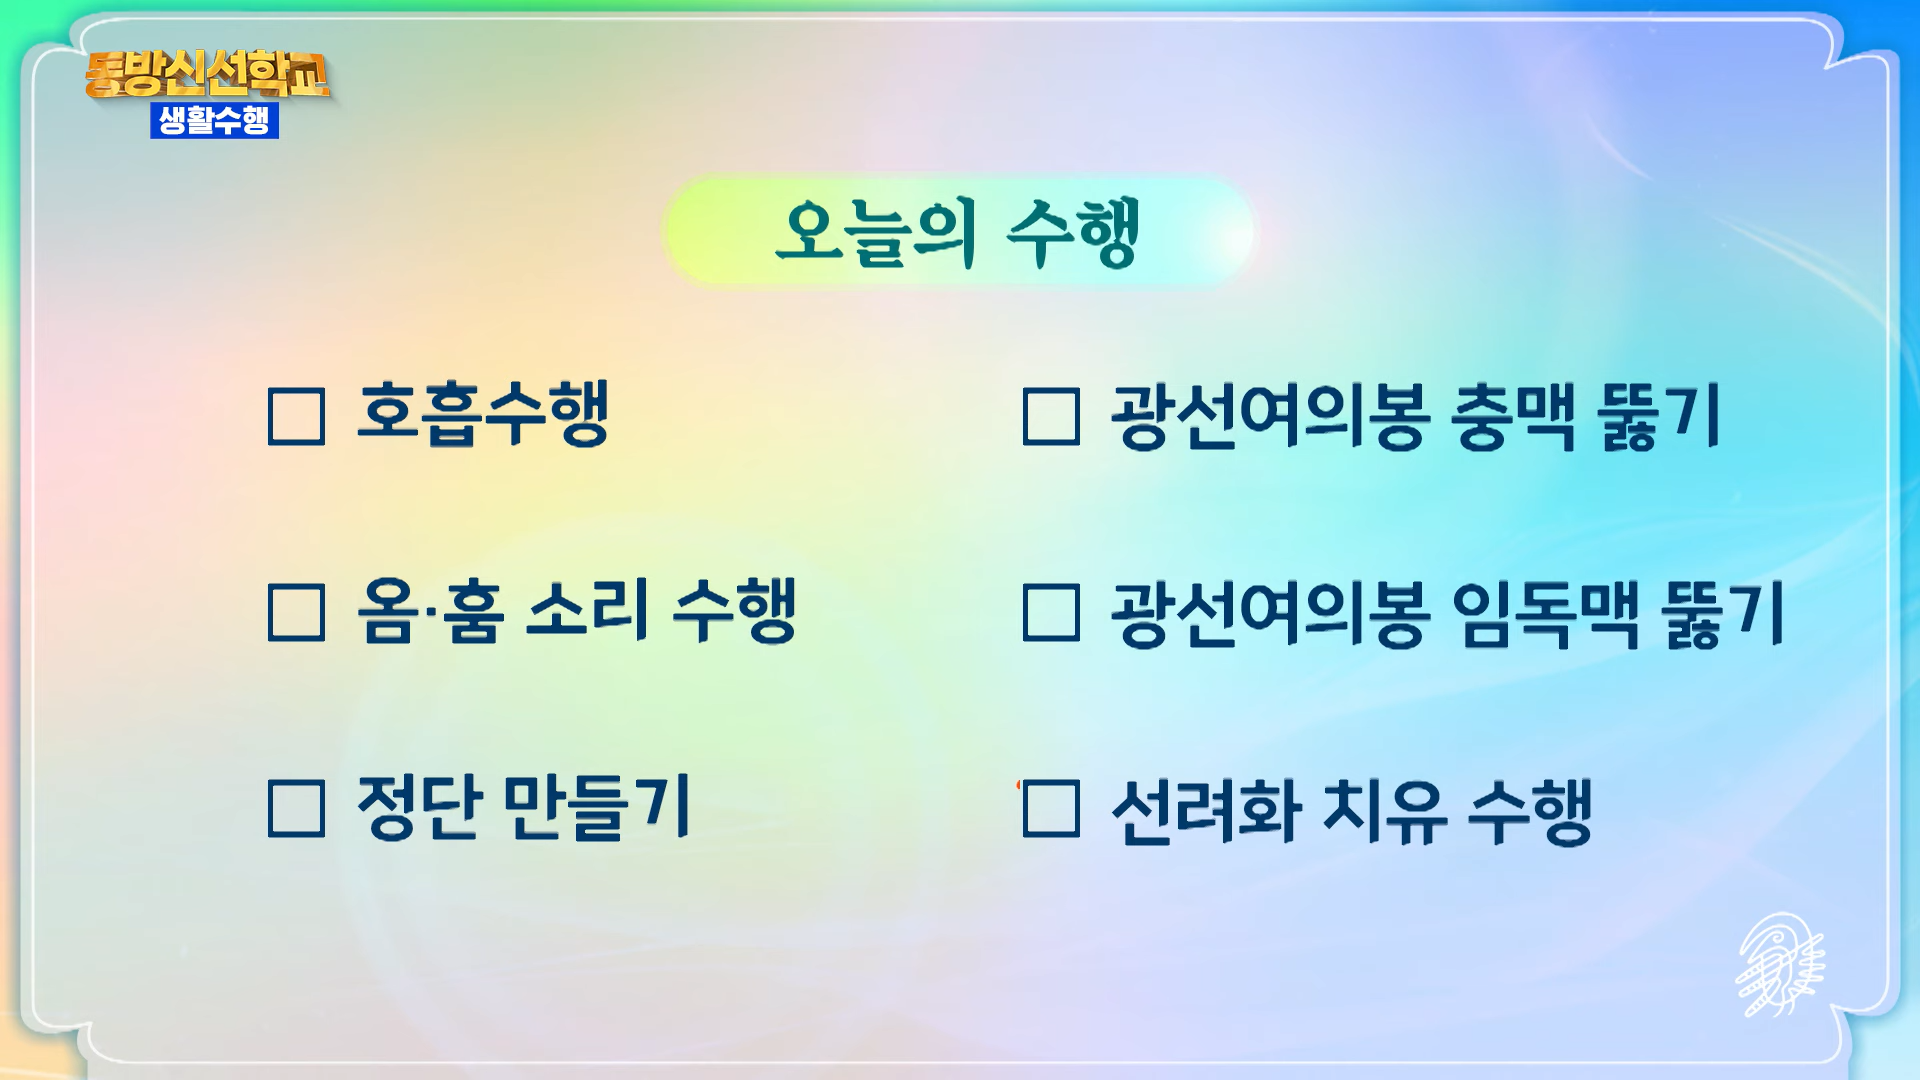 동방신선학교
생활수행
오늘의 수행
□ 호흡수행
□ 옴·훔 소리 수행
□ 정단 만들기
□ 광선여의봉 충맥 뚫기
□ 광선여의봉 임독맥 뚫기
□ 선려화 치유 수행